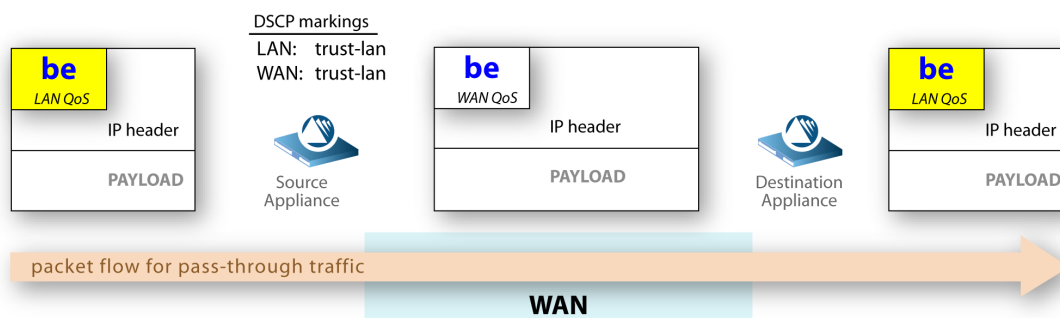 DSCP markings
LAN: trust-lan
WAN: trust-lan
be
LAN QoS
IP header
PAYLOAD
Source
Appliance
be
WAN QoS
IP header
PAYLOAD
Destination
Appliance
be
LAN QoS
IP header
PAYLOAD
packet flow for pass-through traffic
WAN